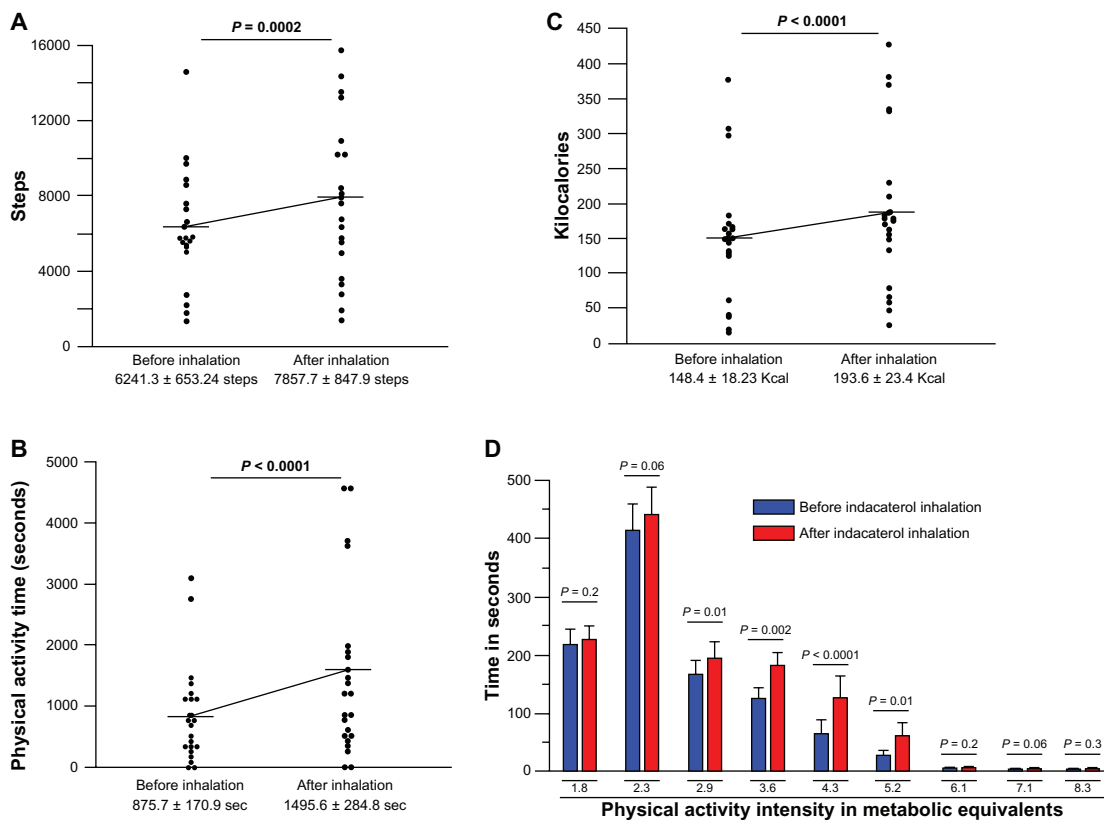 A
P = 0.0002
16000
12000
8000
4000
0
Steps
Before inhalation
6241.3 ± 653.24 steps
After inhalation
7857.7 ± 847.9 steps
C
P < 0.0001
450
400
350
300
250
200
150
100
50
0
Kilocalories
Before inhalation
148.4 ± 18.23 Kcal
After inhalation
193.6 ± 23.4 Kcal
B
P < 0.0001
5000
4000
3000
2000
1000
0
Physical activity time (seconds)
Before inhalation
875.7 ± 170.9 sec
After inhalation
1495.6 ± 284.8 sec
D
500
400
300
200
100
0
Time in seconds
Before indacaterol inhalation
After indacaterol inhalation
P = 0.2
P = 0.06
P = 0.01
P = 0.002
P < 0.0001
P = 0.01
P = 0.2
P = 0.06
P = 0.3
1.8 2.3 2.9 3.6 4.3 5.2 6.1 7.1 8.3
Physical activity intensity in metabolic equivalents